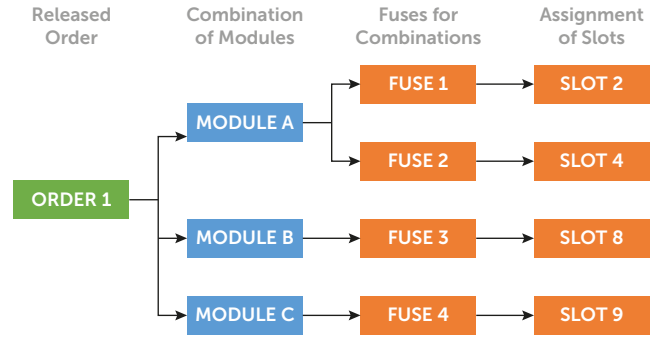 Released
Order
Combination
of Modules
Fuses for
Combinations
Assignment
of Slots
ORDER 1
MODULE A
FUSE 1
SLOT 2
FUSE 2
SLOT 4
MODULE B
FUSE 3
SLOT 8
MODULE C
FUSE 4
SLOT 9